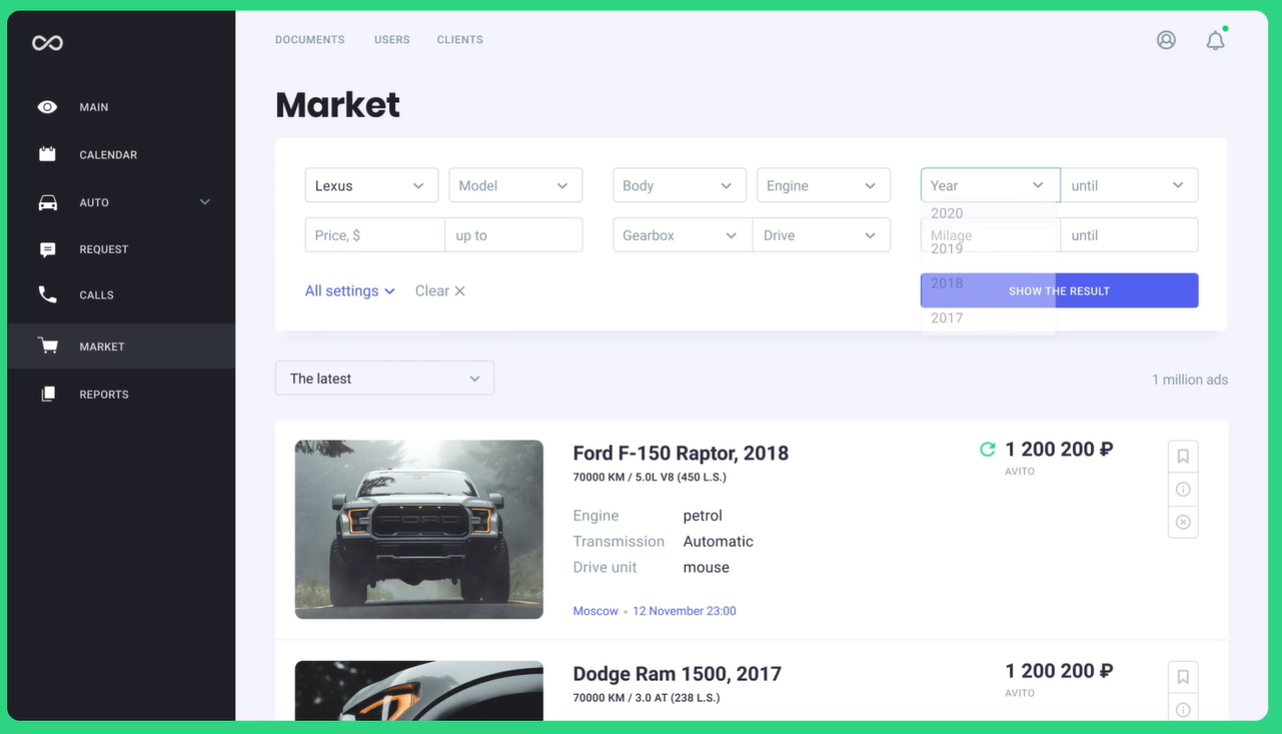 DOCUMENTS USERS CLIENTS
MAIN
CALENDAR
AUTO
REQUEST
CALLS
MARKET
REPORTS
Market
Lexus Model Body Engine Year until
2020
Price, $ up to Gearbox Drive Milage until
2019
All settings Clear
2018
SHOW THE RESULT
2017
The latest
1 million ads
FORD
Ford F-150 Raptor, 2018
70000 KM / 5.0L V8 (450 L.S.)
Engine petrol
Transmission Automatic
Drive unit mouse
Moscow • 12 November 23:00
1 200 200 ₽
AVITO
Dodge Ram 1500, 2017
70000 KM / 3.0 AT (238 L.S.)
1 200 200 ₽
AVITO